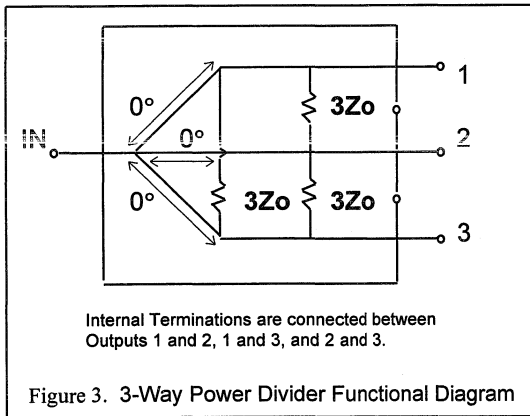 0°
1
3Zo
IN
0°
2
0°
3Zo
3Zo
3
Internal Terminations are connected between
Outputs 1 and 2, 1 and 3, and 2 and 3.
Figure 3. 3-Way Power Divider Functional Diagram